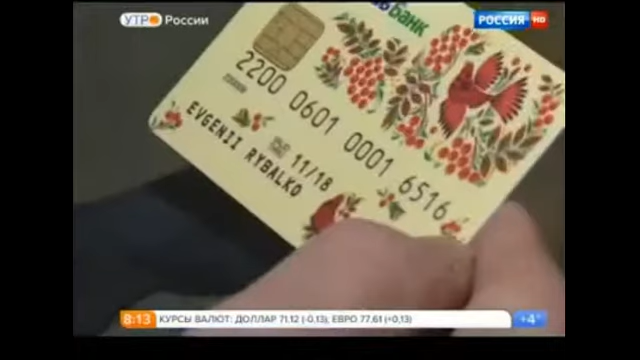 УТРО России
РОССИЯ HD
банк
2200 0601 0001 6516
11/18
EVGENII RYBALKO
8:13 КУРСЫ ВАЛЮТ: ДОЛЛАР 71,12 (-0,13), ЕВРО 77,61 (+0,13) +4°